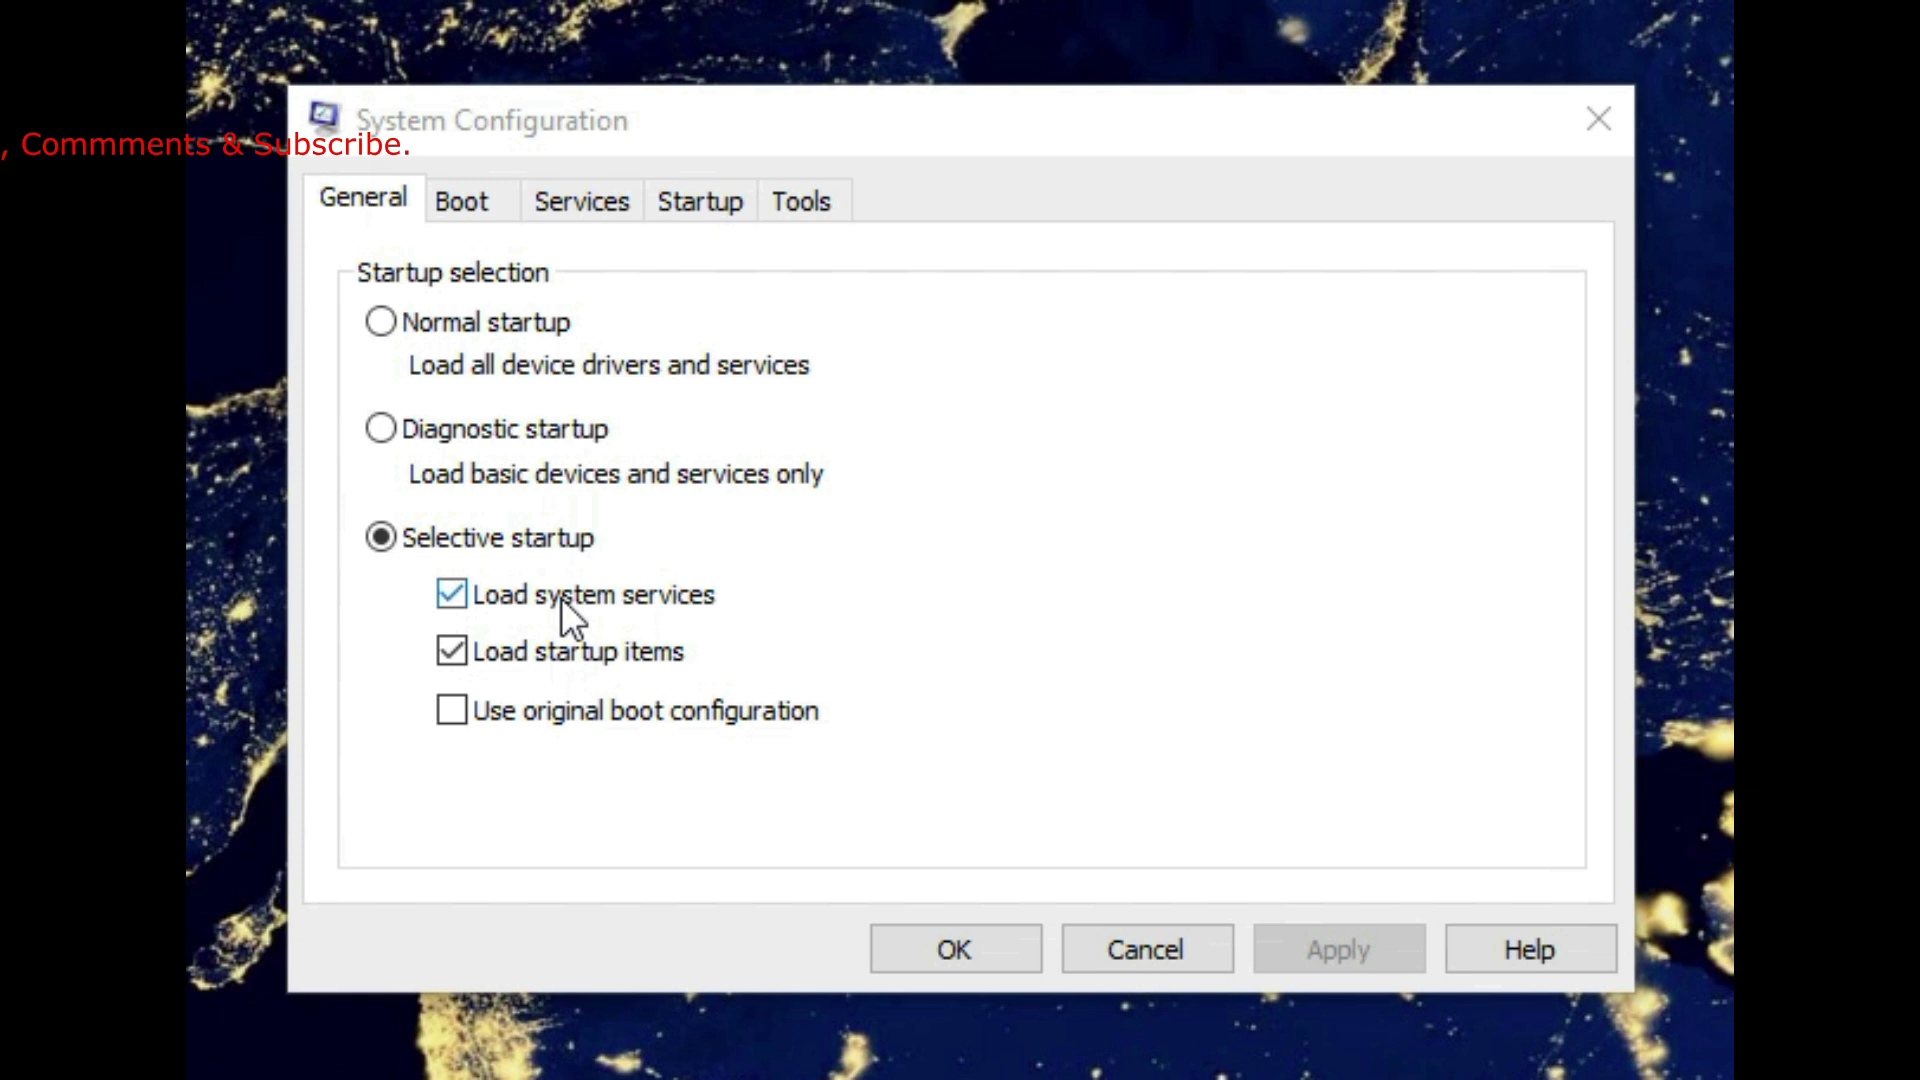 System Configuration
, Commments & Subscribe.
General Boot Services Startup Tools
Startup selection
Normal startup
Load all device drivers and services
Diagnostic startup
Load basic devices and services only
Selective startup
Load system services
Load startup items
Use original boot configuration
OK Cancel Apply Help